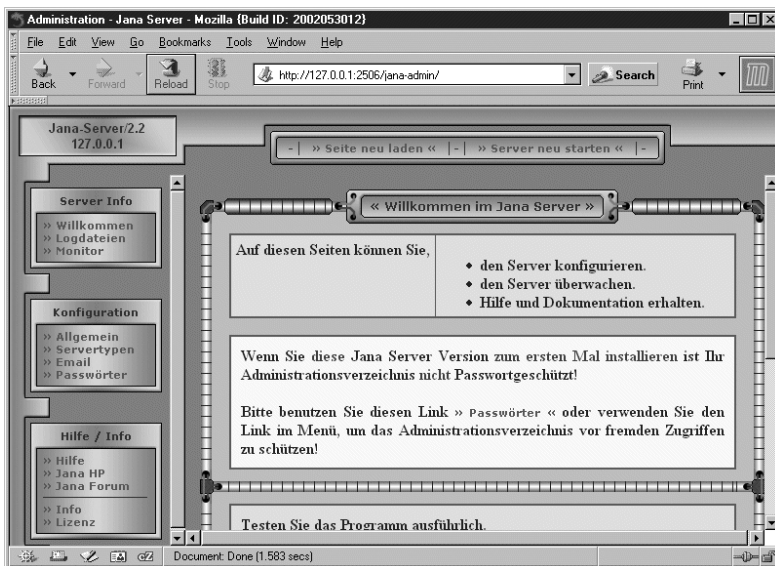 Administration - Jana Server - Mozilla {Build ID: 2002053012}
File Edit View Go Bookmarks Tools Window Help
Back Forward Reload Stop http://127.0.0.1:2506/jana-admin/ Search Print
Jana-Server/2.2
127.0.0.1
-| » Seite neu laden « |-| » Server neu starten « |-
Server Info
» Willkommen
» Logdateien
» Monitor
Konfiguration
» Allgemein
» Servertypen
» Email
» Passwörter
Hilfe / Info
» Hilfe
» Jana HP
» Jana Forum
» Info
» Lizenz
« Willkommen im Jana Server »
Auf diesen Seiten können Sie,
• den Server konfigurieren.
• den Server überwachen.
• Hilfe und Dokumentation erhalten.
Wenn Sie diese Jana Server Version zum ersten Mal installieren ist Ihr
Administrationsverzeichnis nicht Passwortgeschützt!
Bitte benutzen Sie diesen Link » Passwörter « oder verwenden Sie den
Link im Menü, um das Administrationsverzeichnis vor fremden Zugriffen
zu schützen!
Testen Sie das Programm ausführlich.
Document: Done (1.583 secs)